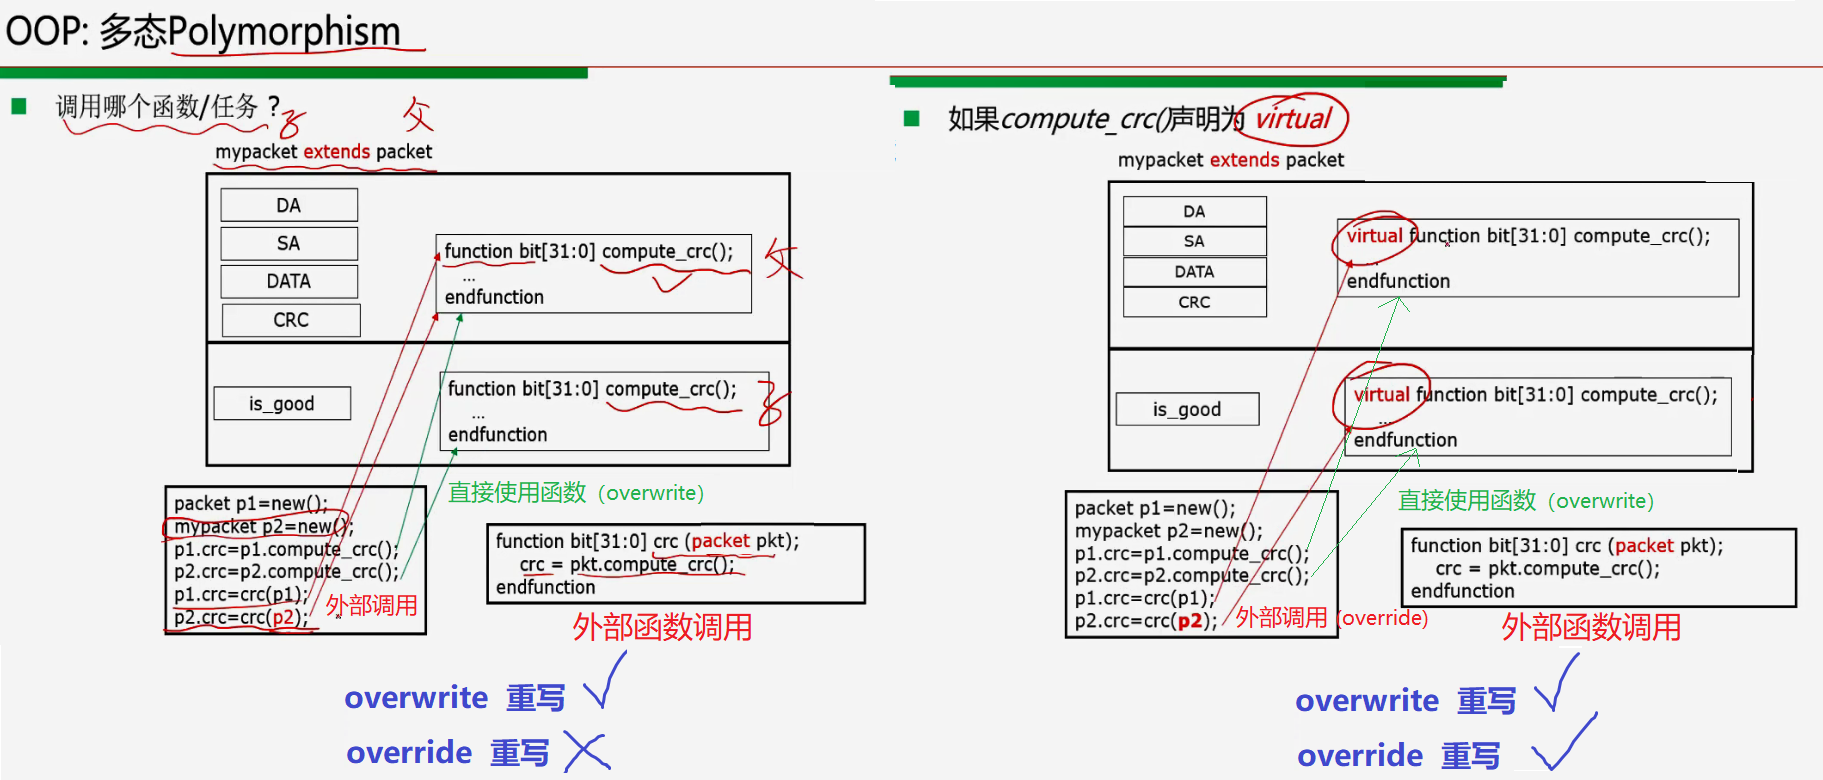 OOP: 多态Polymorphism
调用哪个函数/任务？
子
父
mypacket extends packet
DA
SA
DATA
CRC
function bit[31:0] compute_crc();
...
endfunction
父
is_good
function bit[31:0] compute_crc();
...
endfunction
子
直接使用函数（overwrite）
packet p1=new();
mypacket p2=new();
p1.crc=p1.compute_crc();
p2.crc=p2.compute_crc();
p1.crc=crc(p1);
p2.crc=crc(p2);
外部调用
function bit[31:0] crc (packet pkt);
crc = pkt.compute_crc();
endfunction
外部函数调用
overwrite 重写
override 重写
如果compute_crc()声明为virtual
mypacket extends packet
DA
SA
DATA
CRC
virtual function bit[31:0] compute_crc();
...
endfunction
is_good
virtual function bit[31:0] compute_crc();
...
endfunction
直接使用函数（overwrite）
packet p1=new();
mypacket p2=new();
p1.crc=p1.compute_crc();
p2.crc=p2.compute_crc();
p1.crc=crc(p1);
p2.crc=crc(p2);
外部调用 (override)
function bit[31:0] crc (packet pkt);
crc = pkt.compute_crc();
endfunction
外部函数调用
overwrite 重写
override 重写